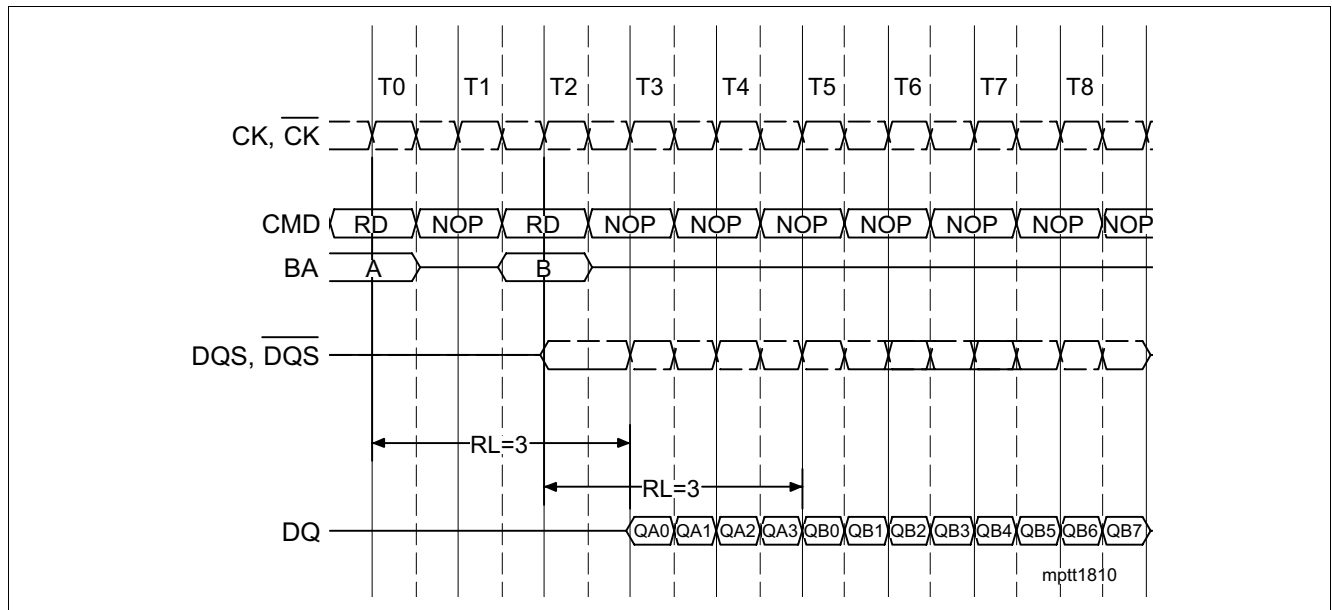 T0 T1 T2 T3 T4 T5 T6 T7 T8
CK, CK
CMD RD NOP RD NOP NOP NOP NOP NOP NOP NOP
BA A B
DQS, DQS
RL=3
RL=3
DQ QA0 QA1 QA2 QA3 QB0 QB1 QB2 QB3 QB4 QB5 QB6 QB7
mptt1810